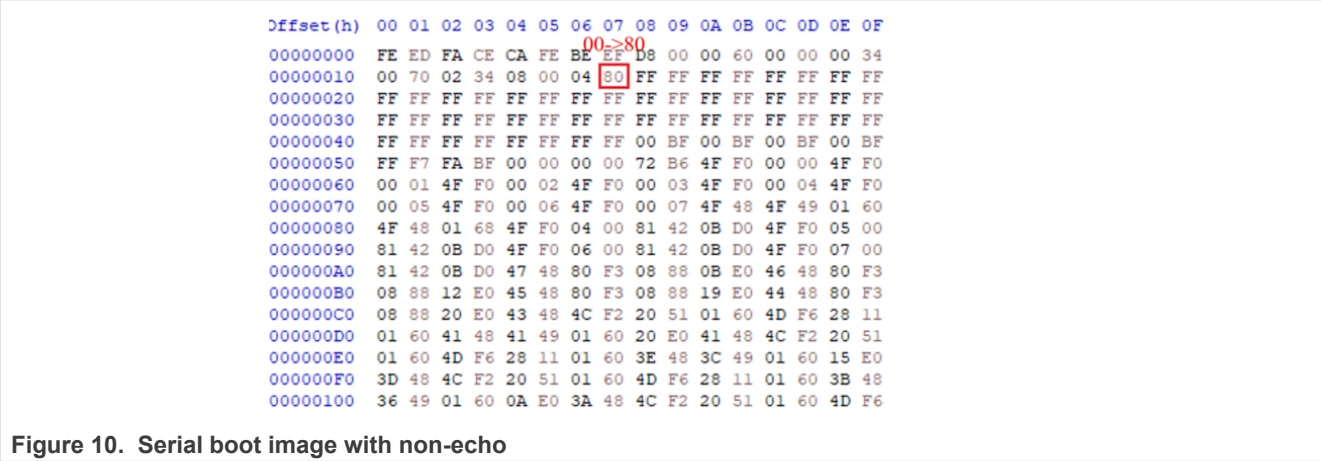 Offset(h) 00 01 02 03 04 05 06 07 08 09 0A 0B 0C 0D 0E 0F
00->80
00000000 FE ED FA CE CA FE BE EF D8 00 00 60 00 00 00 34
00000010 00 70 02 34 08 00 04 80 FF FF FF FF FF FF FF FF
00000020 FF FF FF FF FF FF FF FF FF FF FF FF FF FF FF FF
00000030 FF FF FF FF FF FF FF FF FF FF FF FF FF FF FF FF
00000040 FF FF FF FF FF FF FF FF 00 BF 00 BF 00 BF 00 BF
00000050 FF F7 FA BF 00 00 00 00 72 B6 4F F0 00 00 4F F0
00000060 00 01 4F F0 00 02 4F F0 00 03 4F F0 00 04 4F F0
00000070 00 05 4F F0 00 06 4F F0 00 07 4F 48 4F 49 01 60
00000080 4F 48 01 68 4F F0 04 00 81 42 0B D0 4F F0 05 00
00000090 81 42 0B D0 4F F0 06 00 81 42 0B D0 4F F0 07 00
000000A0 81 42 0B D0 47 48 80 F3 08 88 0B E0 46 48 80 F3
000000B0 08 88 12 E0 45 48 80 F3 08 88 19 E0 44 48 80 F3
000000C0 08 88 20 E0 43 48 4C F2 20 51 01 60 4D F6 28 11
000000D0 01 60 41 48 41 49 01 60 20 E0 41 48 4C F2 20 51
000000E0 01 60 4D F6 28 11 01 60 3E 48 3C 49 01 60 15 E0
000000F0 3D 48 4C F2 20 51 01 60 4D F6 28 11 01 60 3B 48
00000100 36 49 01 60 0A E0 3A 48 4C F2 20 51 01 60 4D F6
Figure 10. Serial boot image with non-echo